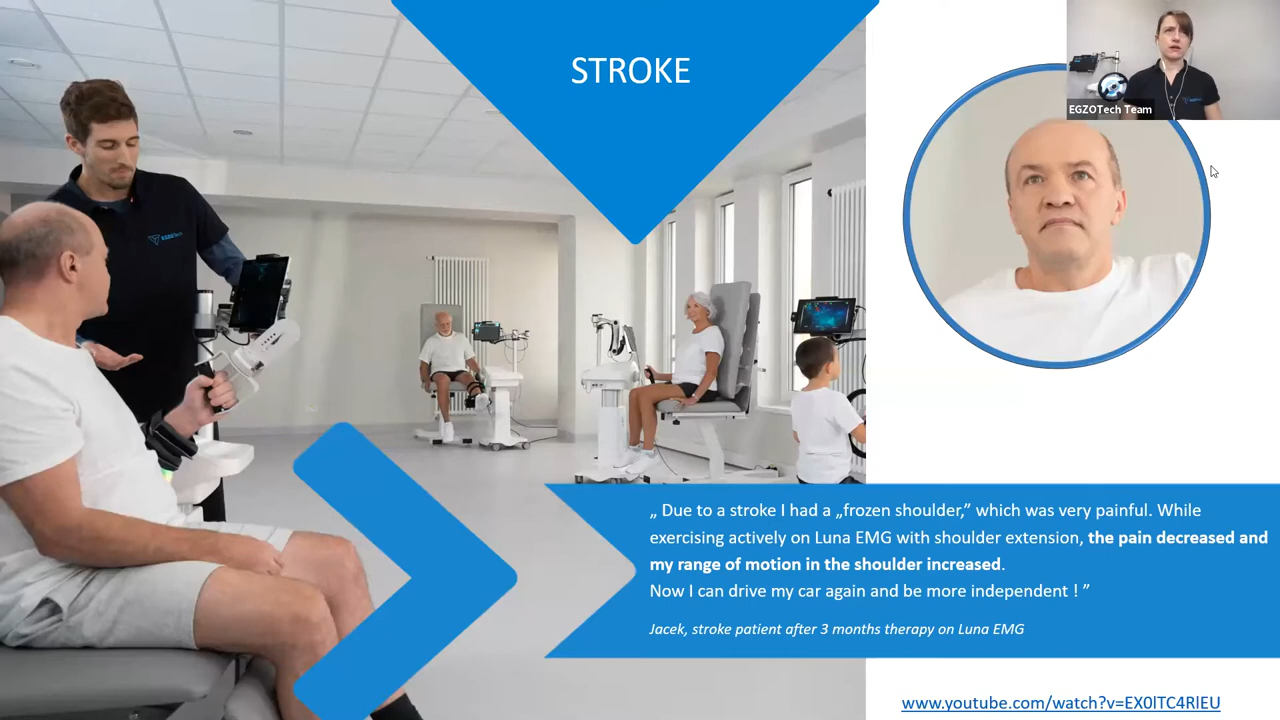 STROKE
EGZOTech Team
EGZOTech
„ Due to a stroke I had a „frozen shoulder,” which was very painful. While
exercising actively on Luna EMG with shoulder extension, the pain decreased and
my range of motion in the shoulder increased.
Now I can drive my car again and be more independent ! ”
Jacek, stroke patient after 3 months therapy on Luna EMG
www.youtube.com/watch?v=EX0lTC4RlEU